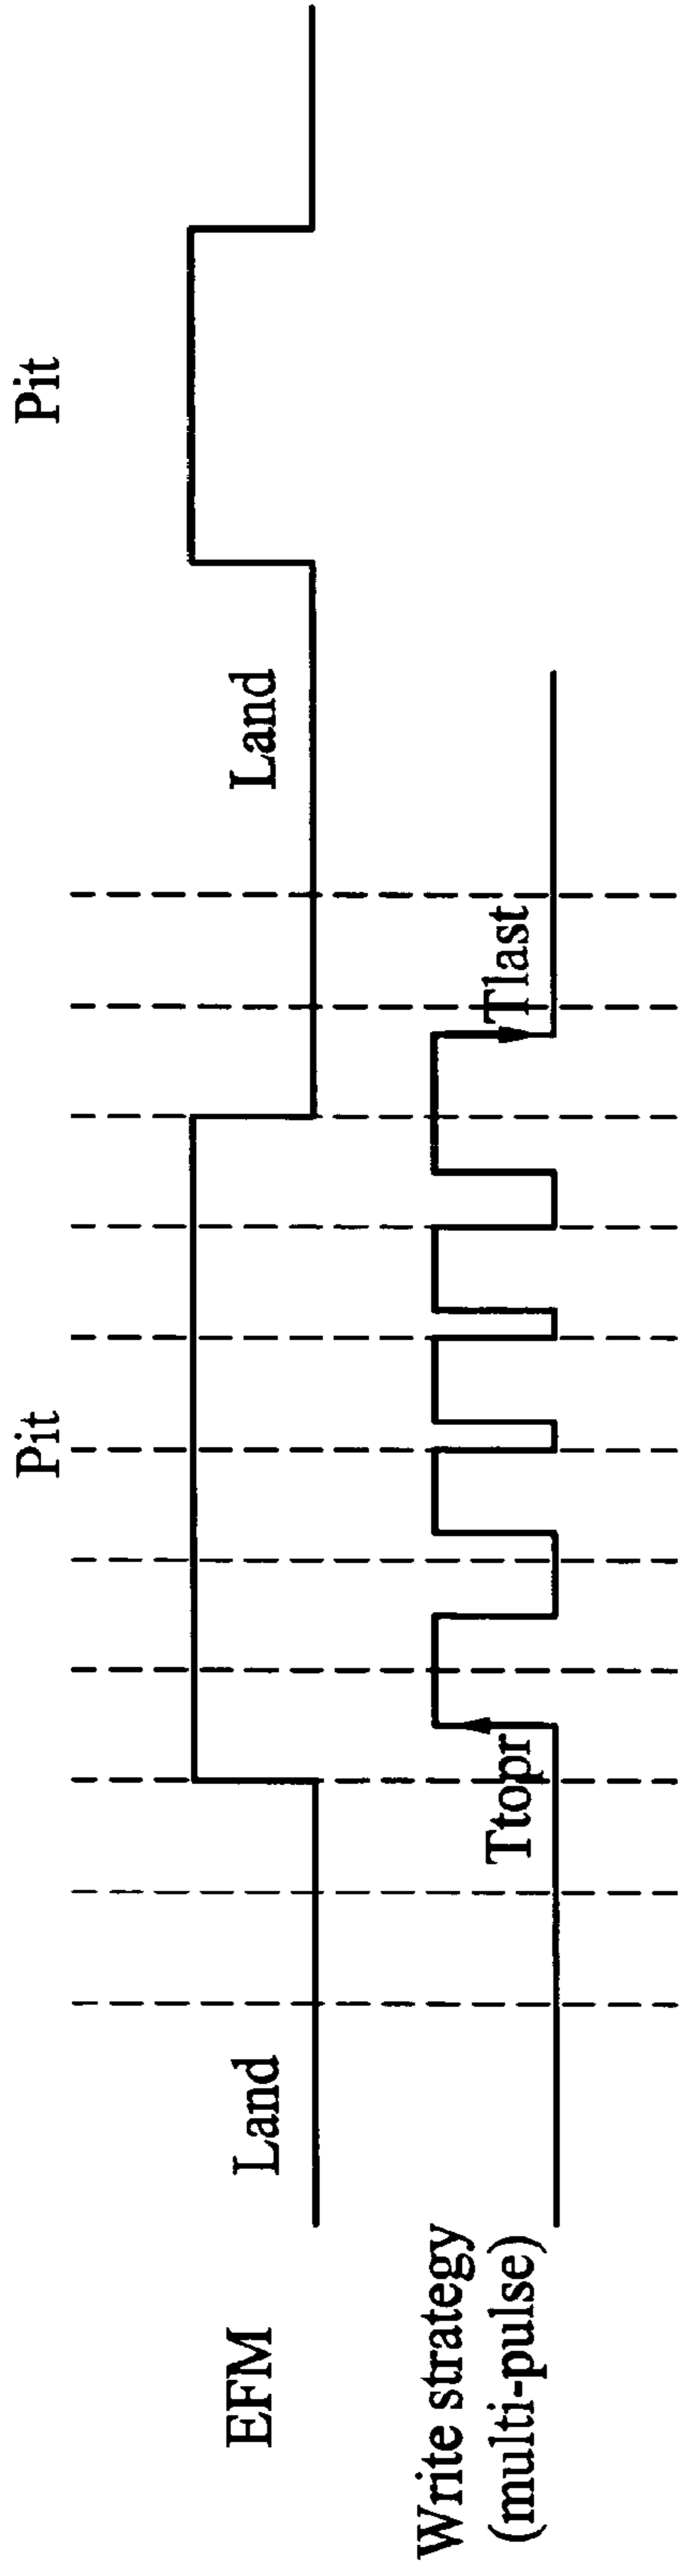 Pit
Pit
Land
Land
EFM
Ttopr
Tlast
Write strategy
(multi-pulse)